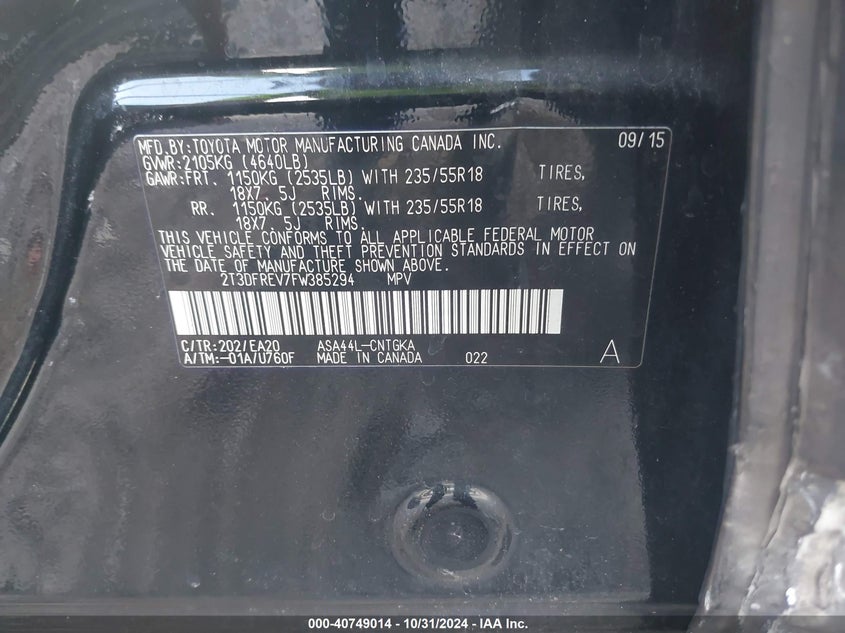 MFD.BY:TOYOTA MOTOR MANUFACTURING CANADA INC. 09/15
GVWR:2105KG (4640LB)
GAWR:FRT. 1150KG (2535LB) WITH 235/55R18 TIRES,
18X7.5J RIMS.
RR. 1150KG (2535LB) WITH 235/55R18 TIRES,
18X7.5J RIMS.
THIS VEHICLE CONFORMS TO ALL APPLICABLE FEDERAL MOTOR
VEHICLE SAFETY AND THEFT PREVENTION STANDARDS IN EFFECT ON
THE DATE OF MANUFACTURE SHOWN ABOVE.
2T3DFREV7FW385294 MPV
C/TR:202/EA20 ASA44L-CNTGKA
A/TM:-01A/U760F MADE IN CANADA 022 A
000-40749014 - 10/31/2024 - IAA Inc.